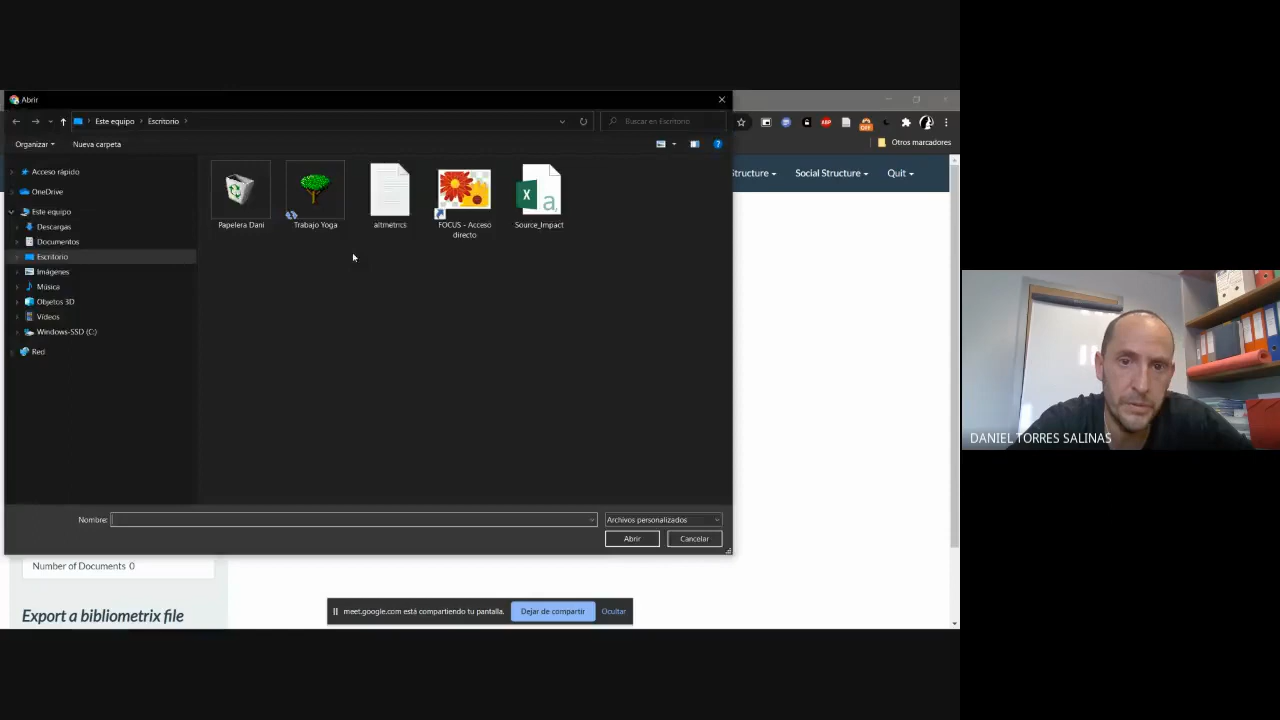 Abrir
Este equipo > Escritorio >
Buscar en Escritorio
ABP
OFF
Organizar
Nueva carpeta
Otros marcadores
Acceso rápido
OneDrive
Este equipo
Descargas
Documentos
Escritorio
Imágenes
Música
Objetos 3D
Vídeos
Windows-SSD (C:)
Red
Papelera Dani
Trabajo Yoga
altmetrics
FOCUS - Acceso
directo
Source_Impact
Structure
Social Structure
Quit
Nombre:
Archivos personalizados
Abrir
Cancelar
Number of Documents 0
Export a bibliometrix file
meet.google.com está compartiendo tu pantalla.
Dejar de compartir
Ocultar
DANIEL TORRES SALINAS